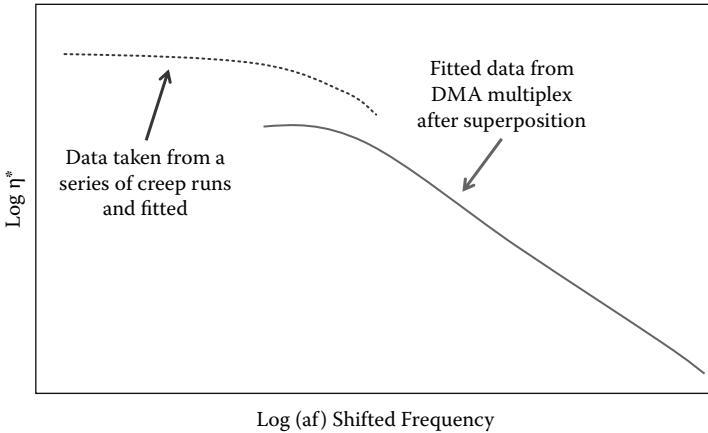 Fitted data from
DMA multiplex
after superposition
Data taken from a
series of creep runs
and fitted
Log η*
Log (af) Shifted Frequency